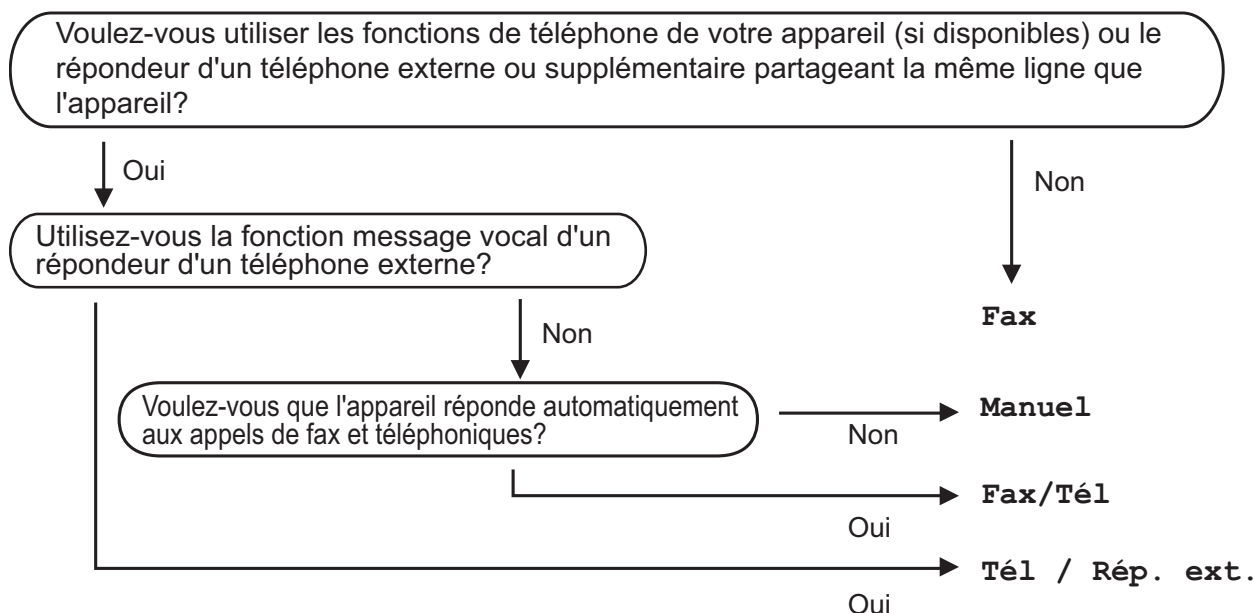 Voulez-vous utiliser les fonctions de téléphone de votre appareil (si disponibles) ou le
répondeur d'un téléphone externe ou supplémentaire partageant la même ligne que
l'appareil?
Oui
Non
Utilisez-vous la fonction message vocal d'un
répondeur d'un téléphone externe?
Fax
Non
Voulez-vous que l'appareil réponde automatiquement
aux appels de fax et téléphoniques?
Non
Manuel
Oui
Fax/Tél
Oui
Tél / Rép. ext.